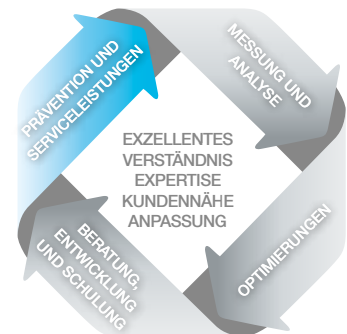 PRÄVENTION UND
SERVICELEISTUNGEN
MESSUNG UND
ANALYSE
EXZELLENTES
VERSTÄNDNIS
EXPERTISE
KUNDENNÄHE
ANPASSUNG
OPTIMIERUNGEN
BERATUNG,
ENTWICKLUNG
UND SCHULUNG